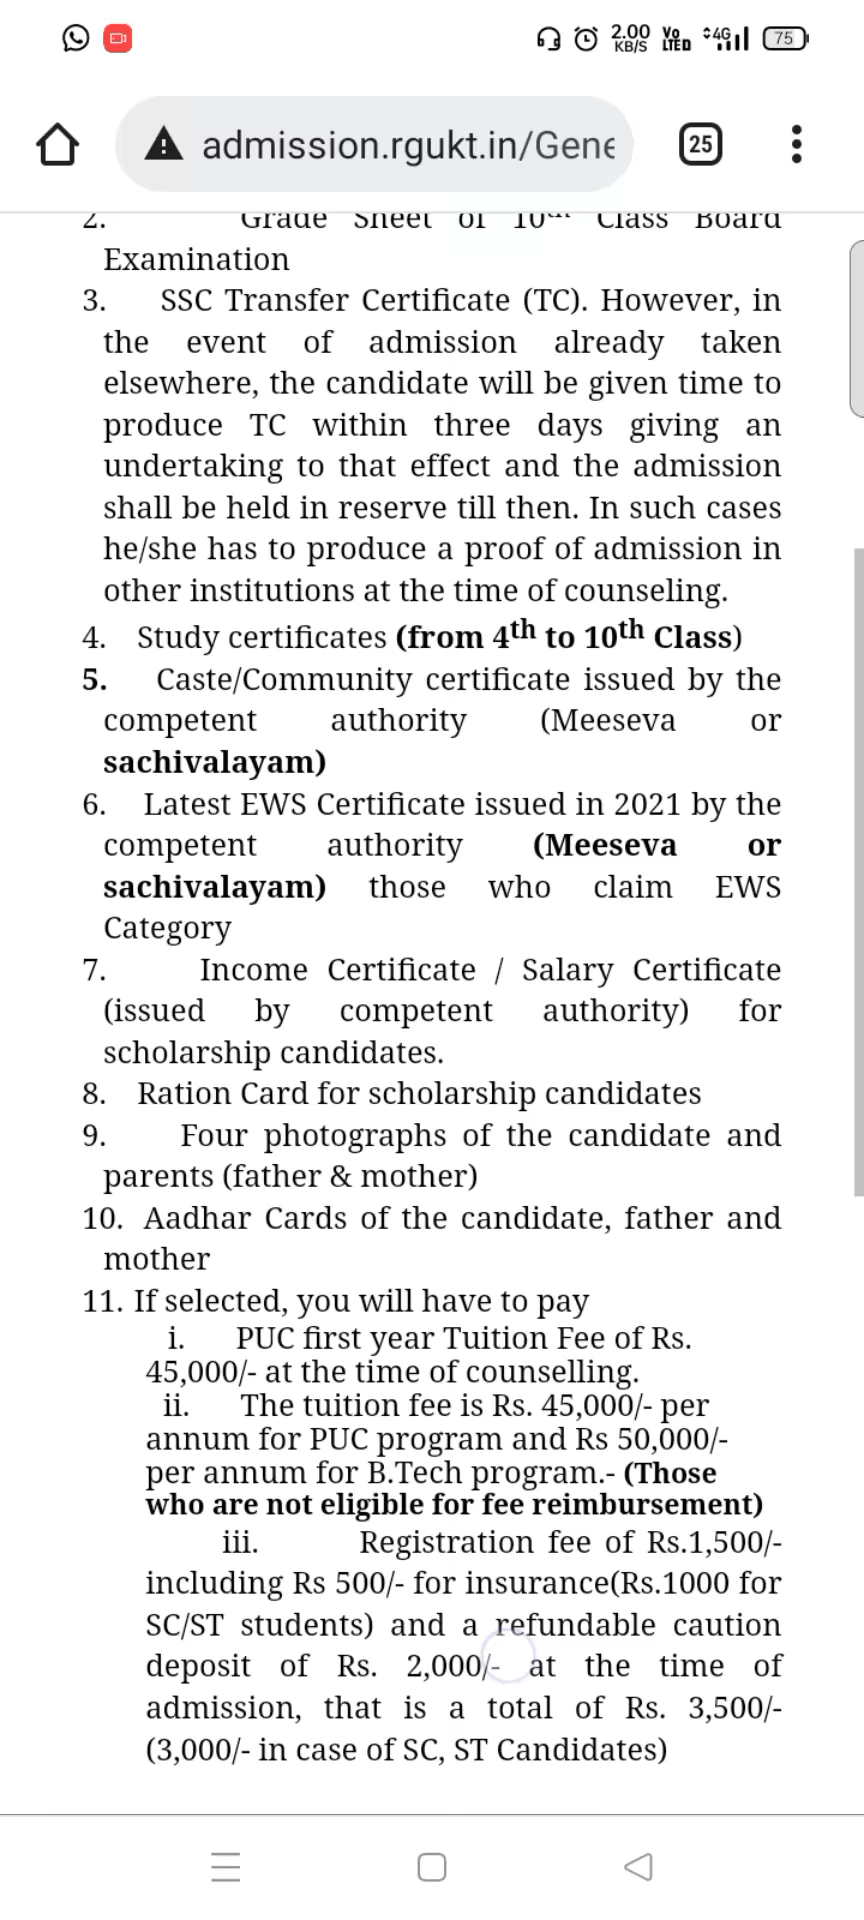 2.00
KB/S
Vo
LTED
4G
75
admission.rgukt.in/Gene
25
2. Grade Sheet of 10th Class Board
Examination
3. SSC Transfer Certificate (TC). However, in
the event of admission already taken
elsewhere, the candidate will be given time to
produce TC within three days giving an
undertaking to that effect and the admission
shall be held in reserve till then. In such cases
he/she has to produce a proof of admission in
other institutions at the time of counseling.
4. Study certificates (from 4th to 10th Class)
5. Caste/Community certificate issued by the
competent authority (Meeseva or
sachivalayam)
6. Latest EWS Certificate issued in 2021 by the
competent authority (Meeseva or
sachivalayam) those who claim EWS
Category
7. Income Certificate / Salary Certificate
(issued by competent authority) for
scholarship candidates.
8. Ration Card for scholarship candidates
9. Four photographs of the candidate and
parents (father & mother)
10. Aadhar Cards of the candidate, father and
mother
11. If selected, you will have to pay
i. PUC first year Tuition Fee of Rs.
45,000/- at the time of counselling.
ii. The tuition fee is Rs. 45,000/- per
annum for PUC program and Rs 50,000/-
per annum for B.Tech program.- (Those
who are not eligible for fee reimbursement)
iii. Registration fee of Rs.1,500/-
including Rs 500/- for insurance(Rs.1000 for
SC/ST students) and a refundable caution
deposit of Rs. 2,000/- at the time of
admission, that is a total of Rs. 3,500/-
(3,000/- in case of SC, ST Candidates)